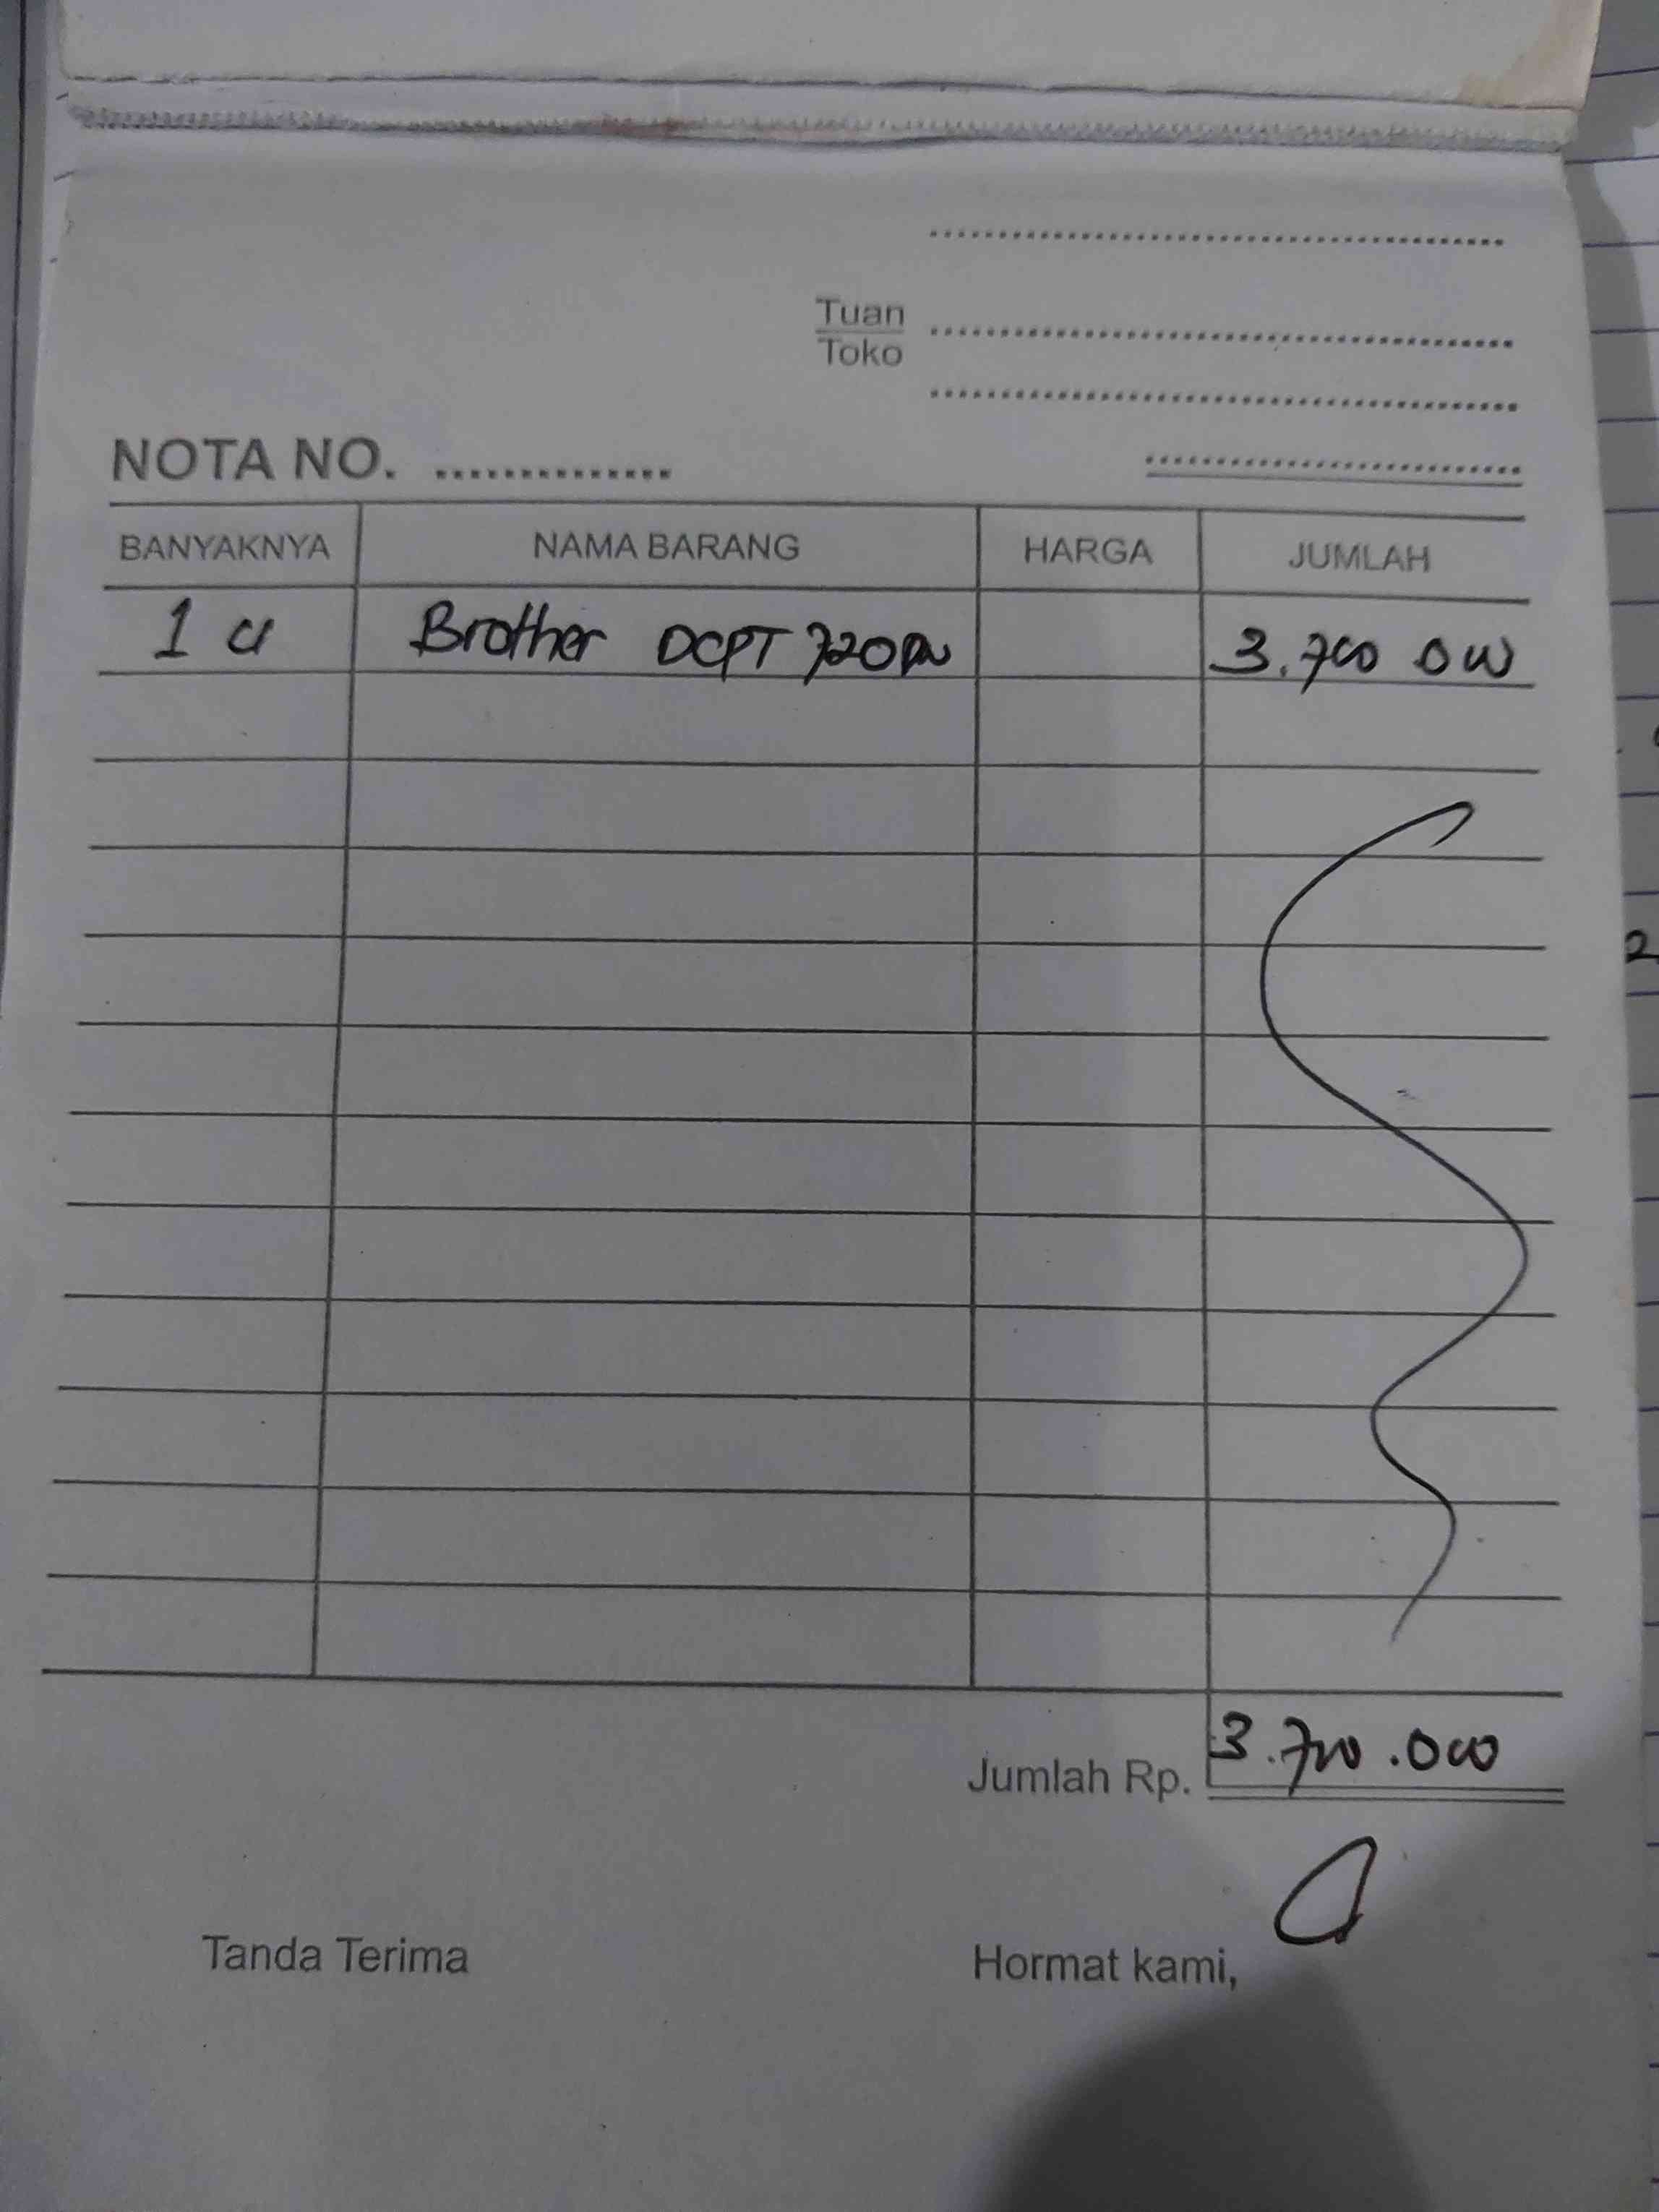 Tuan
Toko
NOTA NO. ..............
BANYAKNYA NAMA BARANG HARGA JUMLAH
1 u Brother DCPT 720DW 3.700 000
Jumlah Rp. 3.700.000
Tanda Terima Hormat kami,
2